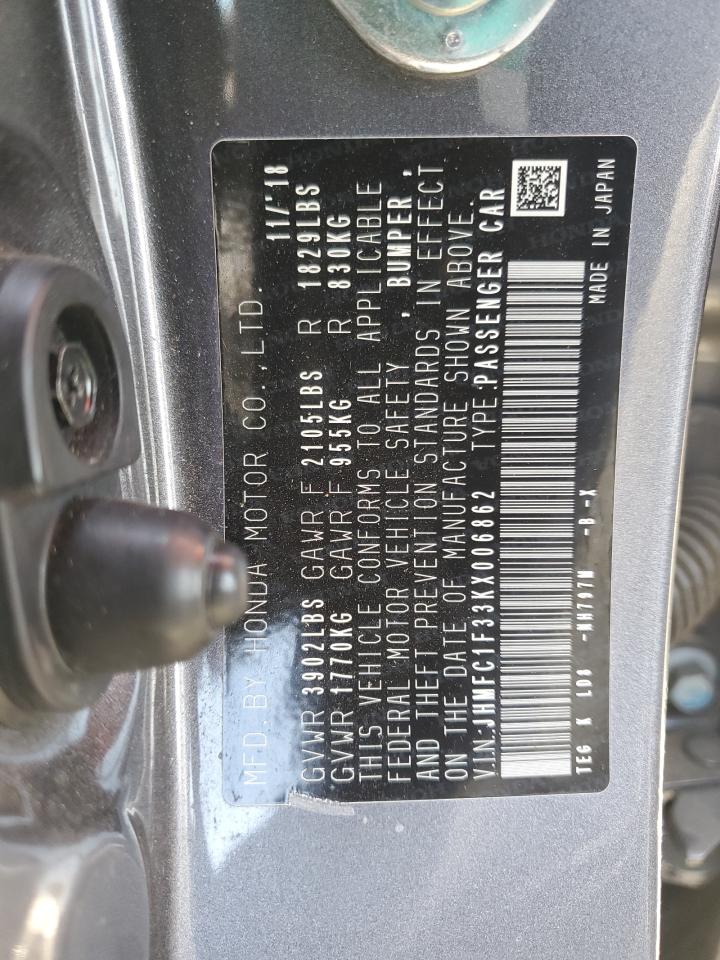 MFD. BY HONDA MOTOR CO.,LTD. 11/'18
GVWR 3902LBS GAWR F 2105LBS R 1829LBS
GVWR 1770KG GAWR F 955KG R 830KG
THIS VEHICLE CONFORMS TO ALL APPLICABLE
FEDERAL MOTOR VEHICLE SAFETY , BUMPER,
AND THEFT PREVENTION STANDARDS IN EFFECT
ON THE DATE OF MANUFACTURE SHOWN ABOVE.
V.I.N.:JHMFC1F33KX006862 TYPE:PASSENGER CAR
TEG K L08 -NH797M -B-X MADE IN JAPAN